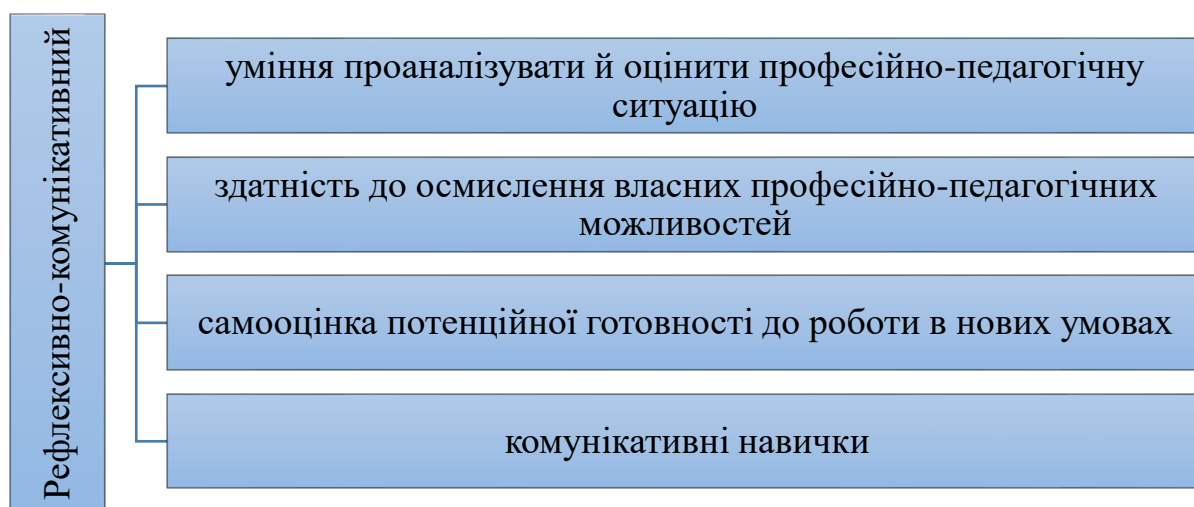 Рефлексивно-комунікативний
уміння проаналізувати й оцінити професійно-педагогічну
ситуацію
здатність до осмислення власних професійно-педагогічних
можливостей
самооцінка потенційної готовності до роботи в нових умовах
комунікативні навички